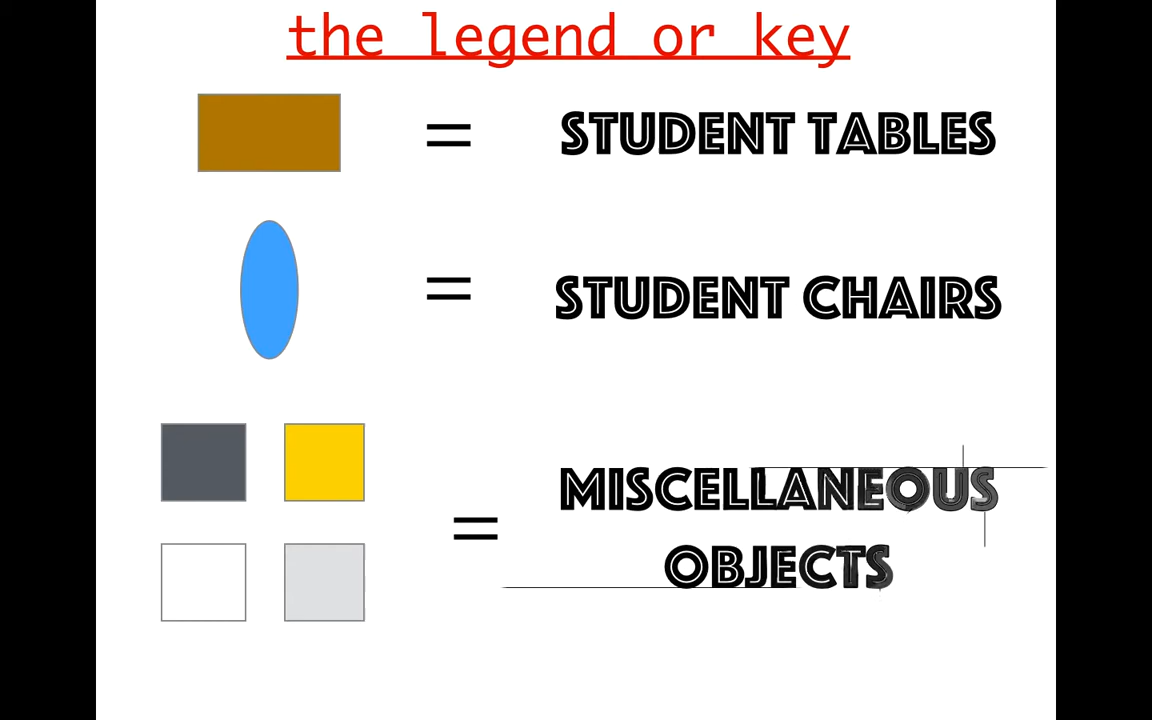 the legend or key
= STUDENT TABLES
= STUDENT CHAIRS
= MISCELLANEOUS
OBJECTS